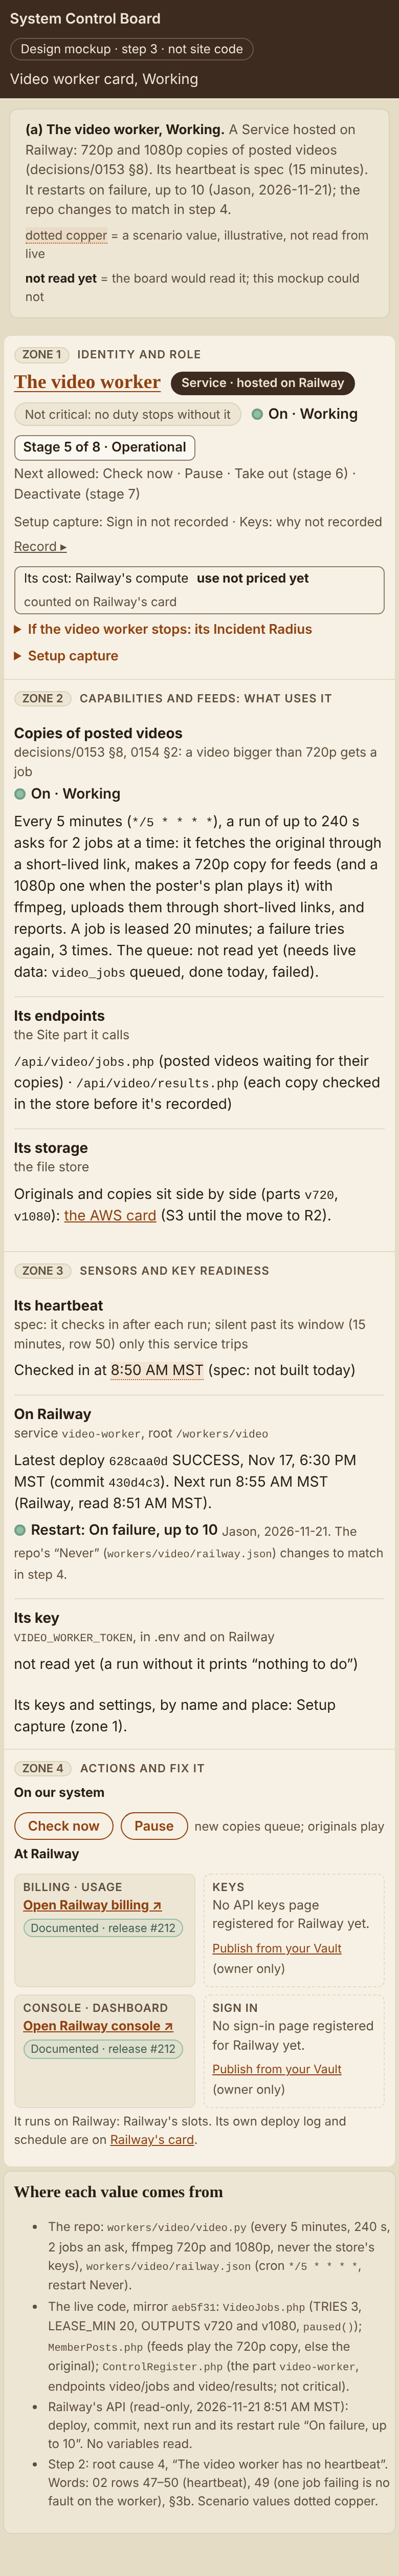 System Control Board
Design mockup · step 3 · not site code
Video worker card, Working
(a) The video worker, Working. A Service hosted on
Railway: 720p and 1080p copies of posted videos
(decisions/0153 §8). Its heartbeat is spec (15 minutes).
It restarts on failure, up to 10 (Jason, 2026-11-21); the
repo changes to match in step 4.
dotted copper = a scenario value, illustrative, not read from
live
not read yet = the board would read it; this mockup could
not
ZONE 1 IDENTITY AND ROLE
The video worker Service · hosted on Railway
Not critical: no duty stops without it On · Working
Stage 5 of 8 · Operational
Next allowed: Check now · Pause · Take out (stage 6) ·
Deactivate (stage 7)
Setup capture: Sign in not recorded · Keys: why not recorded
Record ▸
Its cost: Railway's compute use not priced yet
counted on Railway's card
▶ If the video worker stops: its Incident Radius
▶ Setup capture
ZONE 2 CAPABILITIES AND FEEDS: WHAT USES IT
Copies of posted videos
decisions/0153 §8, 0154 §2: a video bigger than 720p gets a
job
On · Working
Every 5 minutes (*/5 * * * *), a run of up to 240 s
asks for 2 jobs at a time: it fetches the original through
a short-lived link, makes a 720p copy for feeds (and a
1080p one when the poster's plan plays it) with
ffmpeg, uploads them through short-lived links, and
reports. A job is leased 20 minutes; a failure tries
again, 3 times. The queue: not read yet (needs live
data: video_jobs queued, done today, failed).
Its endpoints
the Site part it calls
/api/video/jobs.php (posted videos waiting for their
copies) · /api/video/results.php (each copy checked
in the store before it's recorded)
Its storage
the file store
Originals and copies sit side by side (parts v720,
v1080): the AWS card (S3 until the move to R2).
ZONE 3 SENSORS AND KEY READINESS
Its heartbeat
spec: it checks in after each run; silent past its window (15
minutes, row 50) only this service trips
Checked in at 8:50 AM MST (spec: not built today)
On Railway
service video-worker, root /workers/video
Latest deploy 628caa0d SUCCESS, Nov 17, 6:30 PM
MST (commit 430d4c3). Next run 8:55 AM MST
(Railway, read 8:51 AM MST).
Restart: On failure, up to 10 Jason, 2026-11-21. The
repo's “Never” (workers/video/railway.json) changes to match
in step 4.
Its key
VIDEO_WORKER_TOKEN, in .env and on Railway
not read yet (a run without it prints “nothing to do”)
Its keys and settings, by name and place: Setup
capture (zone 1).
ZONE 4 ACTIONS AND FIX IT
On our system
Check now Pause new copies queue; originals play
At Railway
BILLING · USAGE
Open Railway billing ↗
Documented · release #212
KEYS
No API keys page
registered for Railway yet.
Publish from your Vault
(owner only)
CONSOLE · DASHBOARD
Open Railway console ↗
Documented · release #212
SIGN IN
No sign-in page registered
for Railway yet.
Publish from your Vault
(owner only)
It runs on Railway: Railway's slots. Its own deploy log and
schedule are on Railway's card.
Where each value comes from
• The repo: workers/video/video.py (every 5 minutes, 240 s,
2 jobs an ask, ffmpeg 720p and 1080p, never the store's
keys), workers/video/railway.json (cron */5 * * * *,
restart Never).
• The live code, mirror aeb5f31: VideoJobs.php (TRIES 3,
LEASE_MIN 20, OUTPUTS v720 and v1080, paused());
MemberPosts.php (feeds play the 720p copy, else the
original); ControlRegister.php (the part video-worker,
endpoints video/jobs and video/results; not critical).
• Railway's API (read-only, 2026-11-21 8:51 AM MST):
deploy, commit, next run and its restart rule “On failure, up
to 10”. No variables read.
• Step 2: root cause 4, “The video worker has no heartbeat”.
Words: 02 rows 47–50 (heartbeat), 49 (one job failing is no
fault on the worker), §3b. Scenario values dotted copper.